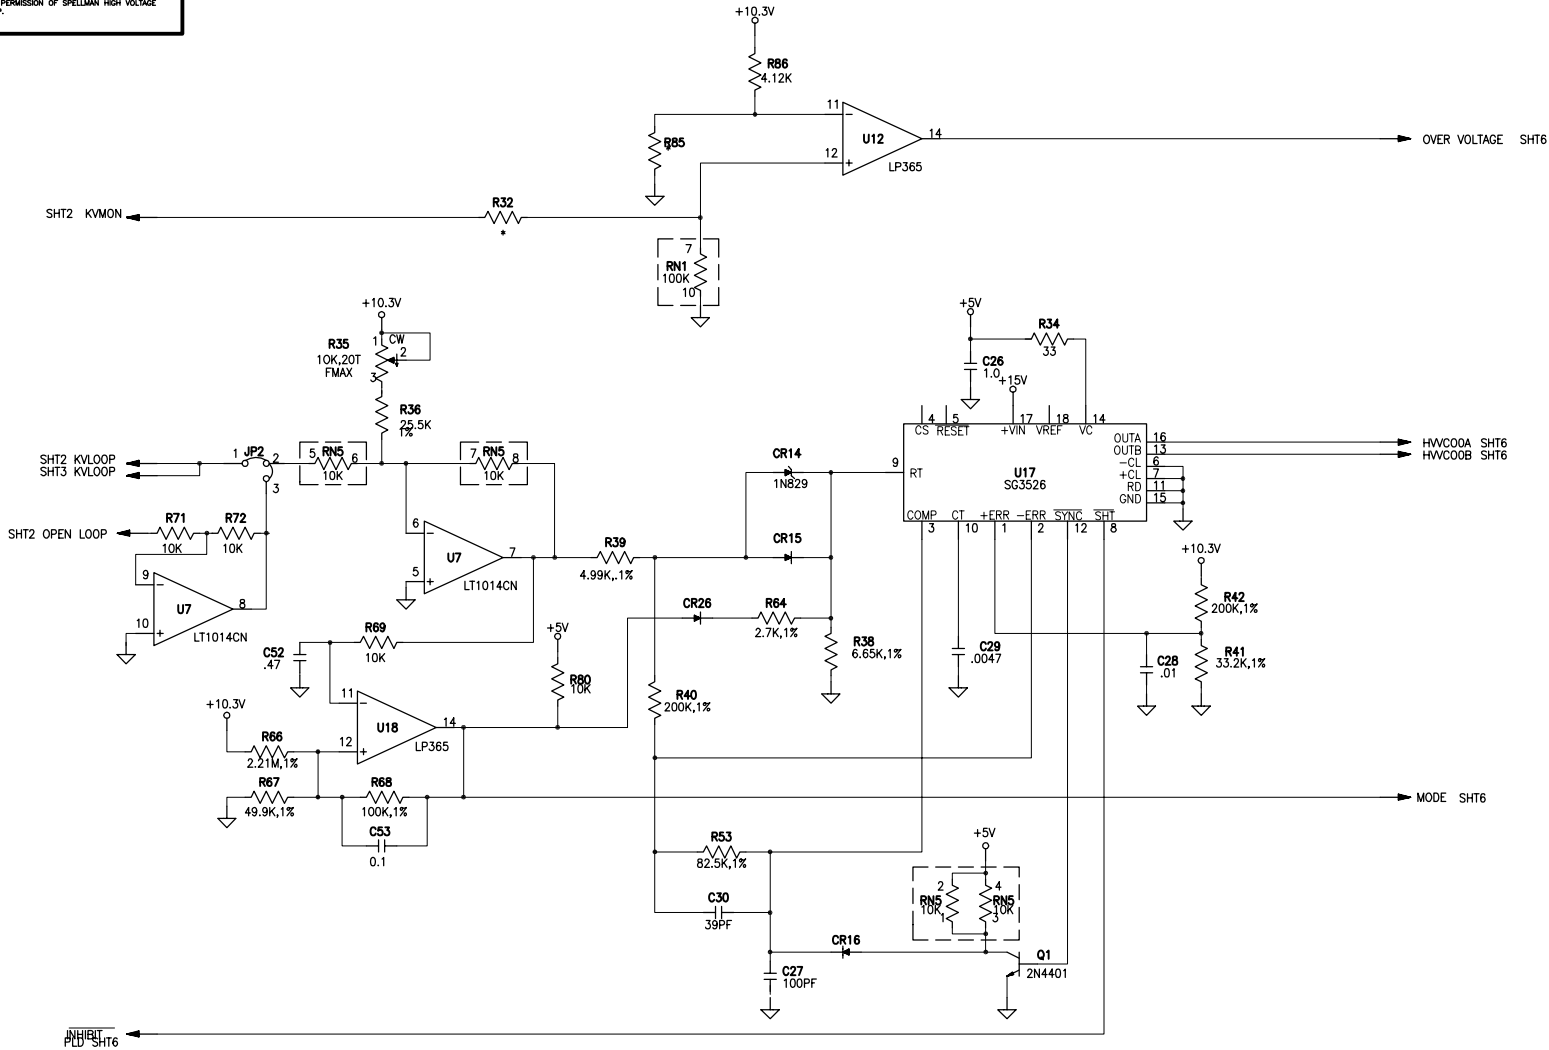 PERMISSION OF SPELLMAN HIGH VOLTAGE
+10.3V
R86
4.12K
11
−
U12
14
12
+
LP365
OVER VOLTAGE SHT6
R85
*
SHT2 KVMON
R32
*
7
RN1
100K
10
+10.3V
1
CW
2
R35
10K,20T
FMAX
3
R36
25.5K
1%
+5V
R34
33
C26
1.0
+15V
4
5
17
18
14
CS
RESET
+VIN
VREF
VC
SHT2 KVLOOP
SHT3 KVLOOP
1
JP2
2
3
5
RN5
6
10K
7
RN5
8
10K
CR14
1N829
9
RT
U17
SG3526
OUTA
16
OUTB
13
−CL
6
+CL
7
RD
11
GND
15
HVVCOOA SHT6
HVVCOOB SHT6
COMP
CT
+ERR
−ERR
SYNC
SHT
3
10
1
2
12
8
SHT2 OPEN LOOP
R71
10K
R72
10K
6
−
U7
7
5
+
LT1014CN
R39
4.99K,.1%
CR15
9
−
U7
8
10
+
LT1014CN
CR26
R64
2.7K,1%
R38
6.65K,1%
+10.3V
R42
200K,1%
R41
33.2K,1%
C28
.01
C29
.0047
C52
.47
R69
10K
+5V
R80
10K
R40
200K,1%
+10.3V
11
−
U18
14
12
+
LP365
R66
2.21M,1%
R67
49.9K,1%
R68
100K,1%
C53
0.1
MODE SHT6
R53
82.5K,1%
C30
39PF
+5V
2
RN5
10K
1
4
RN5
10K
3
CR16
Q1
2N4401
C27
100PF
INHIBIT
PLD SHT6